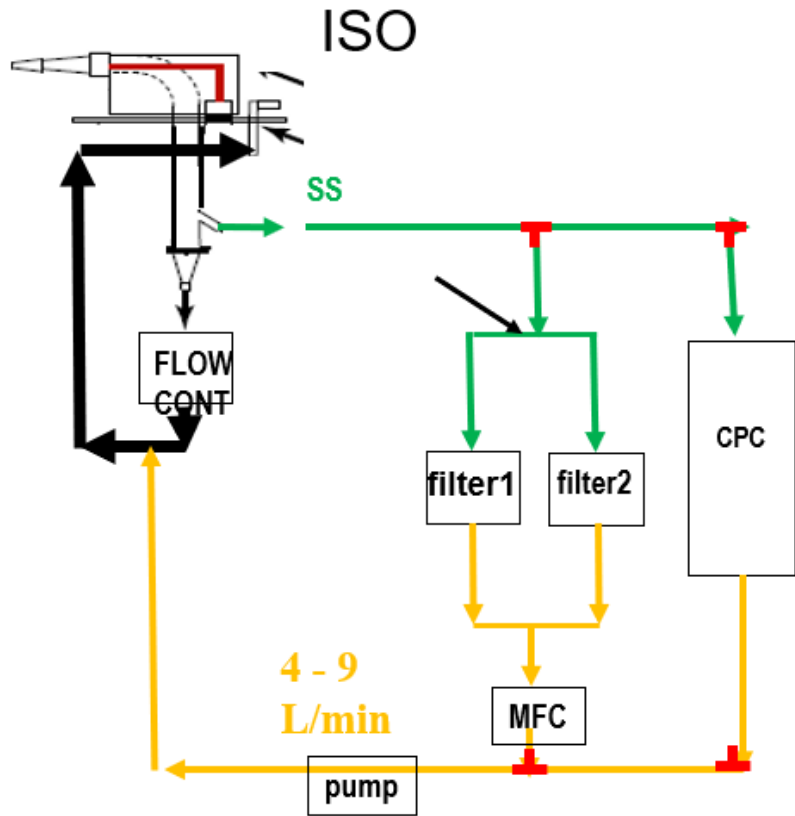 ISO
SS
FLOW
CONT
CPC
filter1
filter2
4 - 9
L/min
MFC
pump